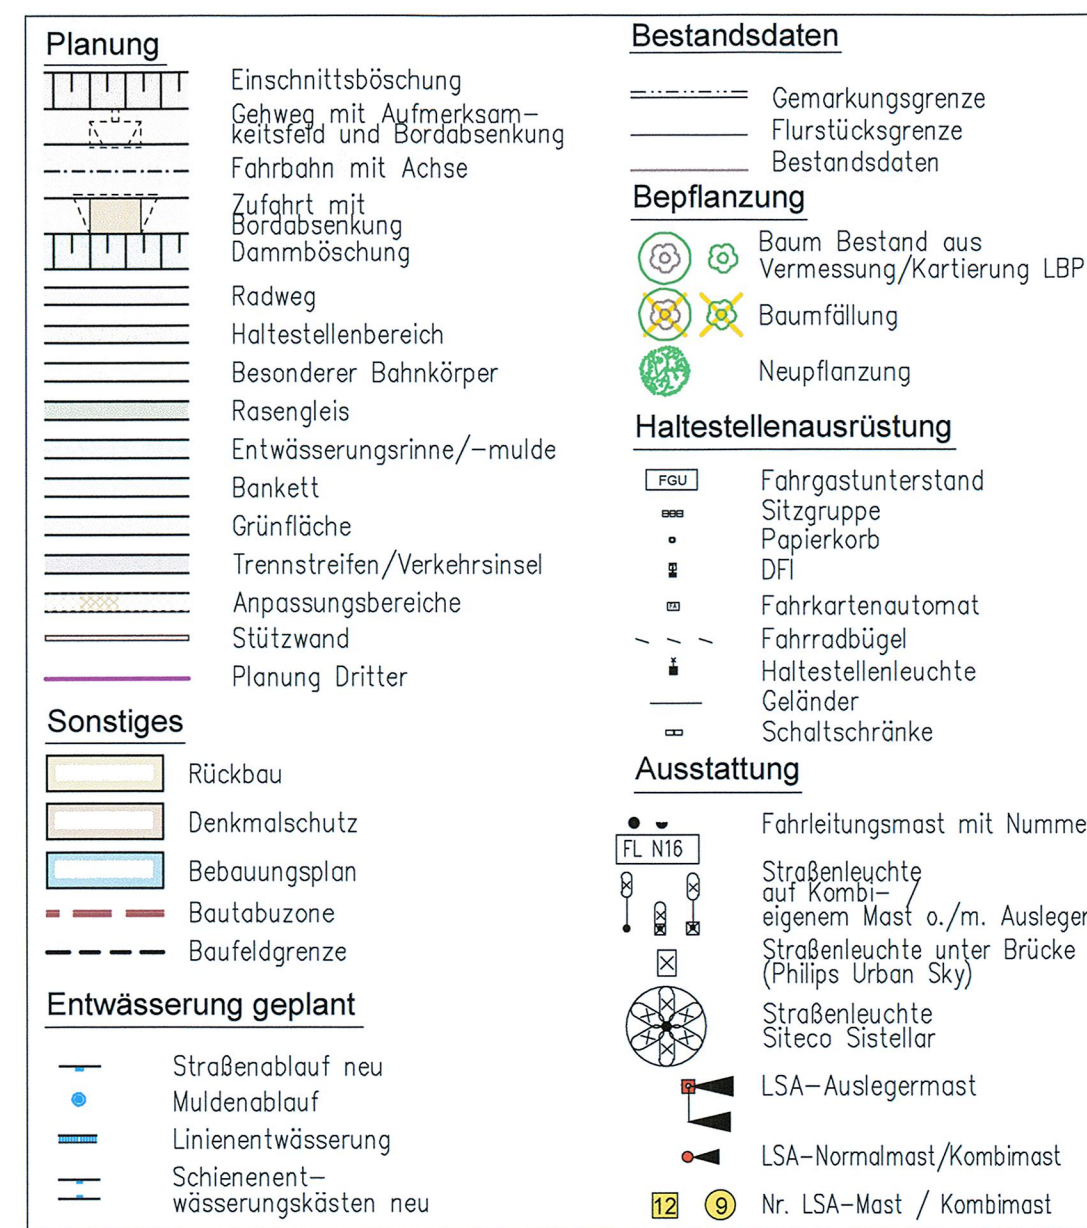 Planung
Einschnittsböschung
Gehweg mit Aufmerksam-
keitsfeld und Bordabsenkung
Fahrbahn mit Achse
Zufahrt mit
Bordabsenkung
Dammböschung
Radweg
Haltestellenbereich
Besonderer Bahnkörper
Rasengleis
Entwässerungsrinne/-mulde
Bankett
Grünfläche
Trennstreifen/Verkehrsinsel
Anpassungsbereiche
Stützwand
Planung Dritter
Sonstiges
Rückbau
Denkmalschutz
Bebauungsplan
Bautabuzone
Baufeldgrenze
Entwässerung geplant
Straßenablauf neu
Muldenablauf
Linienentwässerung
Schienenent-
wässerungskästen neu
Bestandsdaten
Gemarkungsgrenze
Flurstücksgrenze
Bestandsdaten
Bepflanzung
Baum Bestand aus
Vermessung/Kartierung LBP
Baumfällung
Neupflanzung
Haltestellenausrüstung
FGU Fahrgastunterstand
Sitzgruppe
Papierkorb
DFI
FA Fahrkartenautomat
Fahrradbügel
Haltestellenleuchte
Geländer
Schaltschränke
Ausstattung
Fahrleitungsmast mit Numme
FL N16
Straßenleuchte
auf Kombi- /
eigenem Mast o./m. Ausleger
Straßenleuchte unter Brücke
(Philips Urban Sky)
Straßenleuchte
Siteco Sistellar
LSA-Auslegermast
LSA-Normalmast/Kombimast
12 9 Nr. LSA-Mast / Kombimast